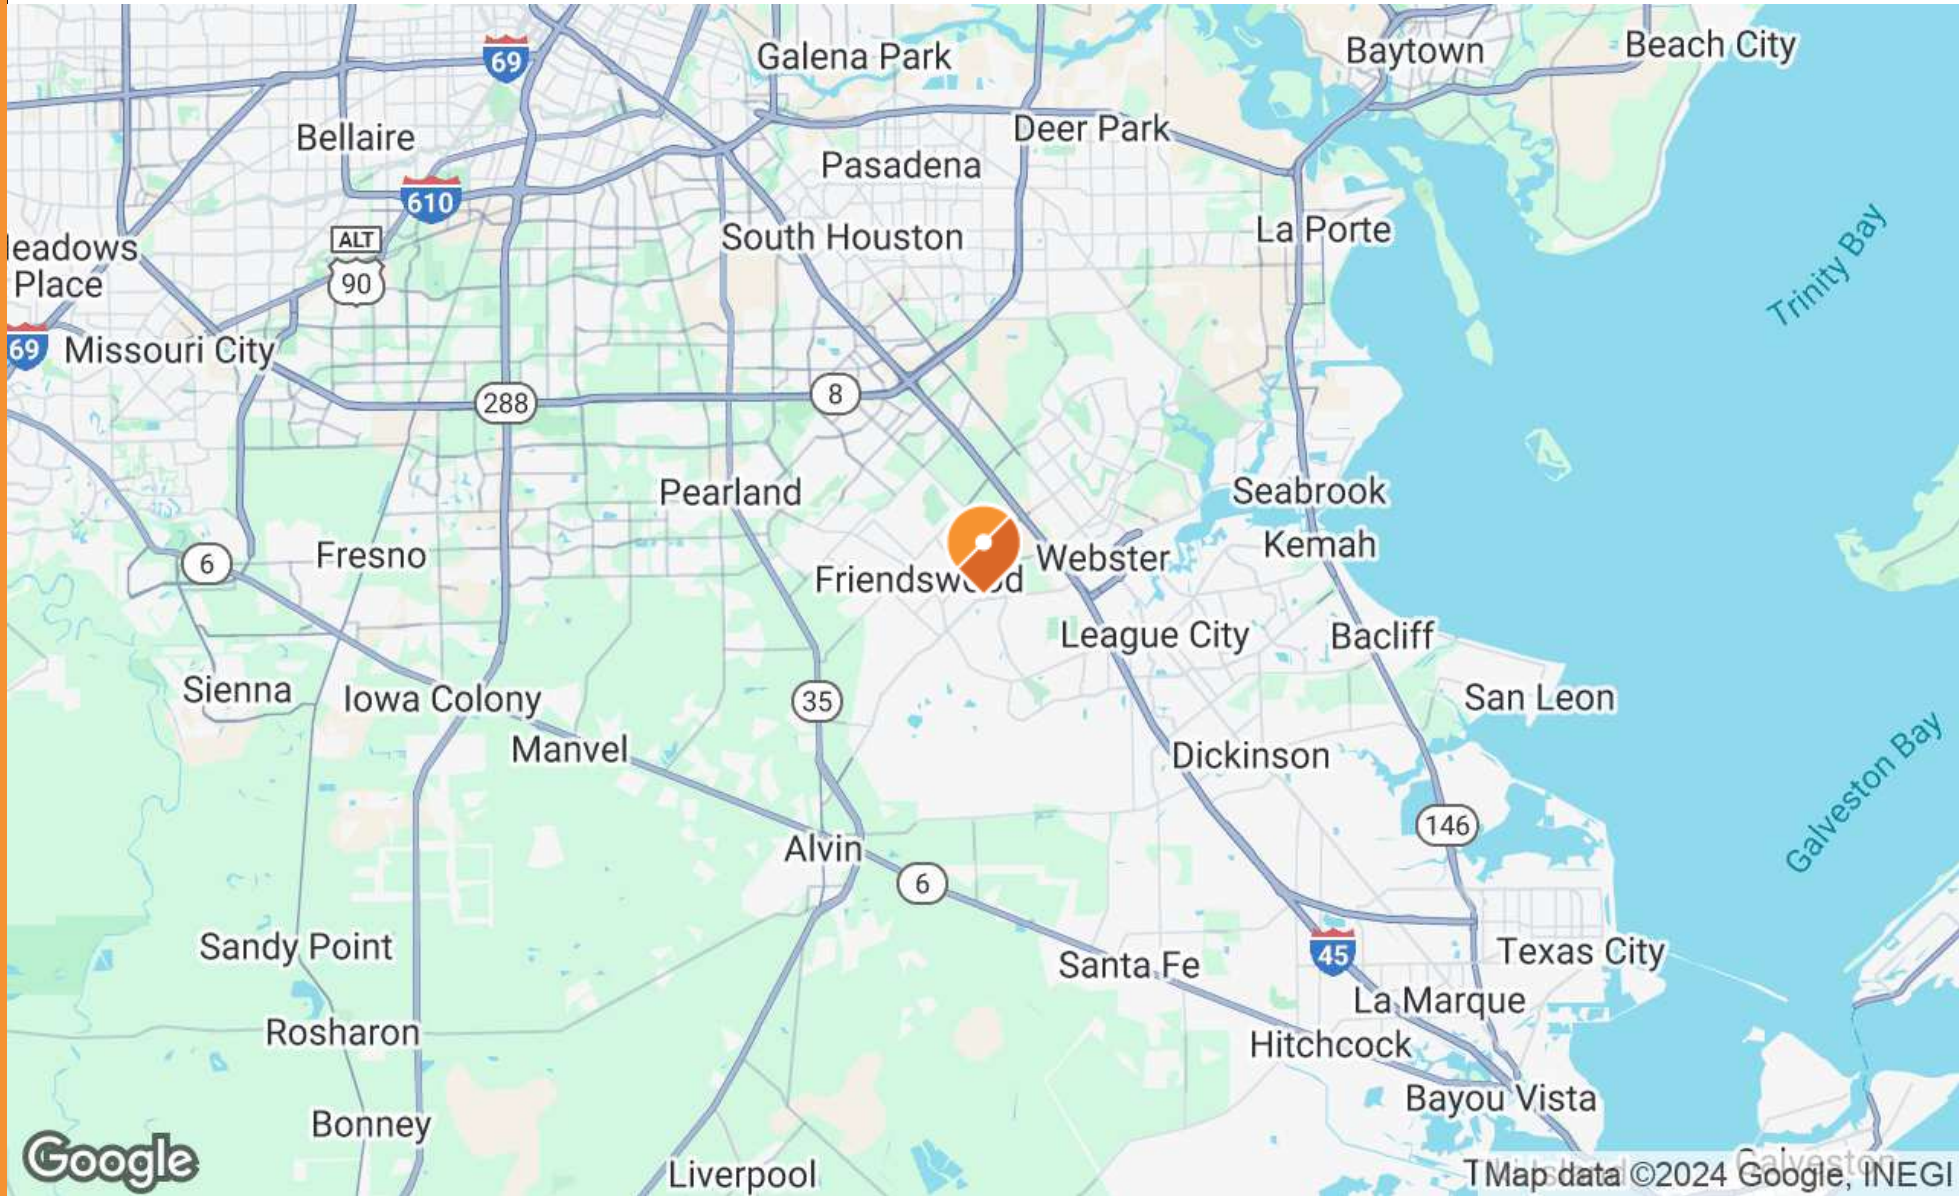 Galena Park
Baytown
Beach City
69
Bellaire
Deer Park
Pasadena
610
La Porte
South Houston
ALT
90
eadows
Place
Trinity Bay
69
Missouri City
288
8
Pearland
Seabrook
Kemah
6
Fresno
Webster
Friendswood
League City
Bacliff
Sienna
Iowa Colony
35
San Leon
Manvel
Dickinson
Galveston Bay
146
Alvin
6
Sandy Point
45
Texas City
Santa Fe
La Marque
Rosharon
Hitchcock
Bayou Vista
Bonney
Google
Liverpool
Galveston
Map data ©2024 Google, INEGI